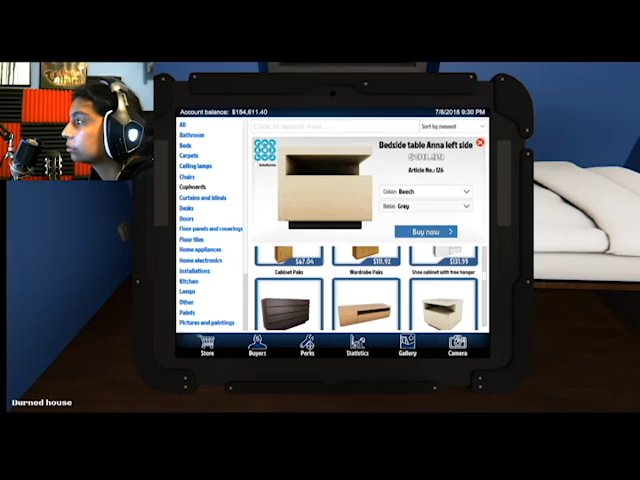 Account balance: $154,611.40
7/8/2018 9:30 PM
All
Bathroom
Beds
Carpets
Ceiling lamps
Chairs
Cupboards
Curtains and blinds
Desks
Doors
Floor panels and coverings
Floor tiles
Home appliances
Home electronics
Installations
Kitchen
Lamps
Other
Paints
Pictures and paintings
Sort by newest
Bedside table Anna left side
Article No.: 126
Color: Beech
Base: Grey
Buy now
$67.04
$111.92
$131.95
Cabinet Paks
Wardrobe Paks
Shoe cabinet with tree hanger
Store
Buyers
Perks
Statistics
Gallery
Camera
Burned house